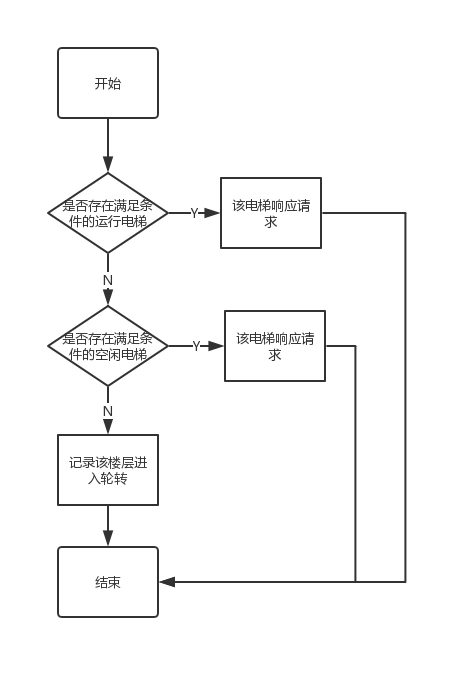 开始
是否存在满足条
件的运行电梯
Y
该电梯响应请
求
N
是否存在满足条
件的空闲电梯
Y
该电梯响应请
求
N
记录该楼层进
入轮转
结束